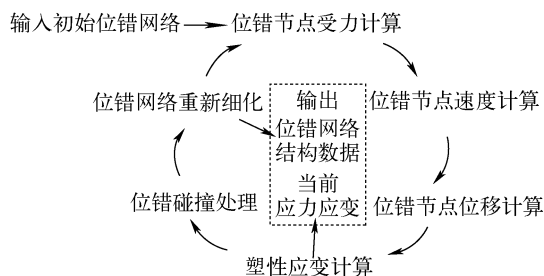 输入初始位错网络
位错节点受力计算
位错网络重新细化
输出
位错网络
结构数据
当前
应力应变
位错节点速度计算
位错碰撞处理
位错节点位移计算
塑性应变计算